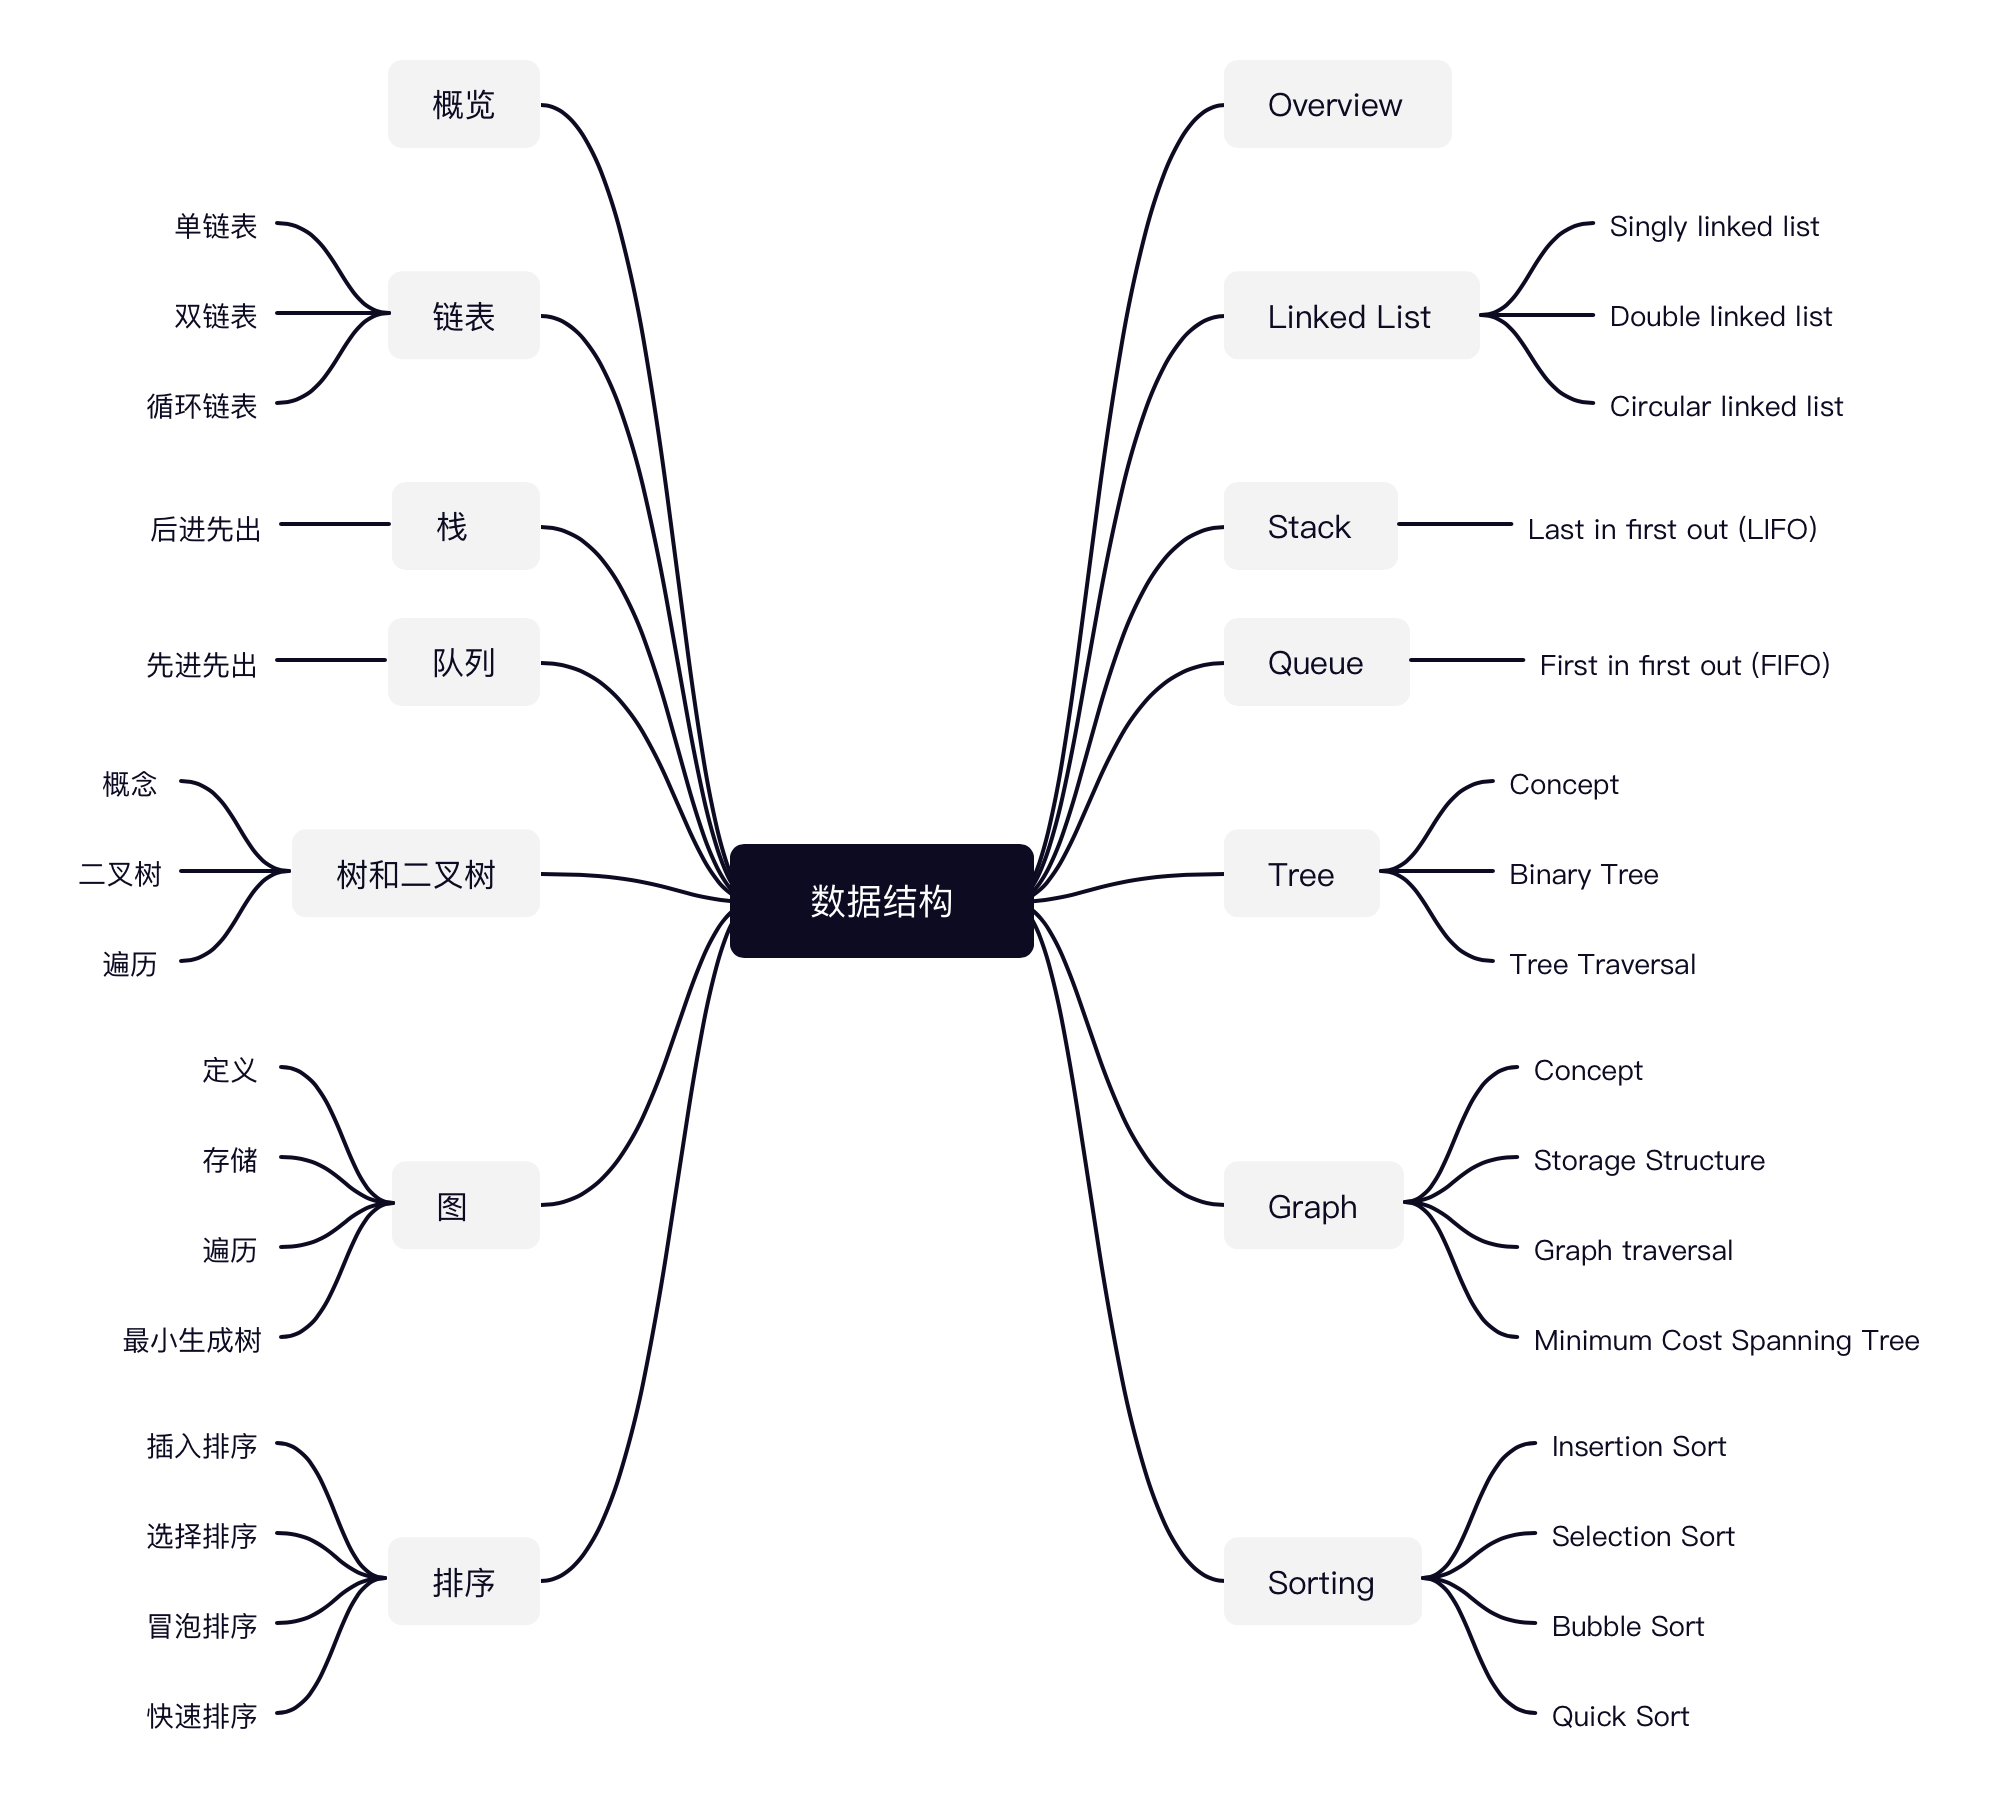 数据结构
概览
链表
单链表
双链表
循环链表
栈
后进先出
队列
先进先出
树和二叉树
概念
二叉树
遍历
图
定义
存储
遍历
最小生成树
排序
插入排序
选择排序
冒泡排序
快速排序
Overview
Linked List
Singly linked list
Double linked list
Circular linked list
Stack
Last in first out (LIFO)
Queue
First in first out (FIFO)
Tree
Concept
Binary Tree
Tree Traversal
Graph
Concept
Storage Structure
Graph traversal
Minimum Cost Spanning Tree
Sorting
Insertion Sort
Selection Sort
Bubble Sort
Quick Sort